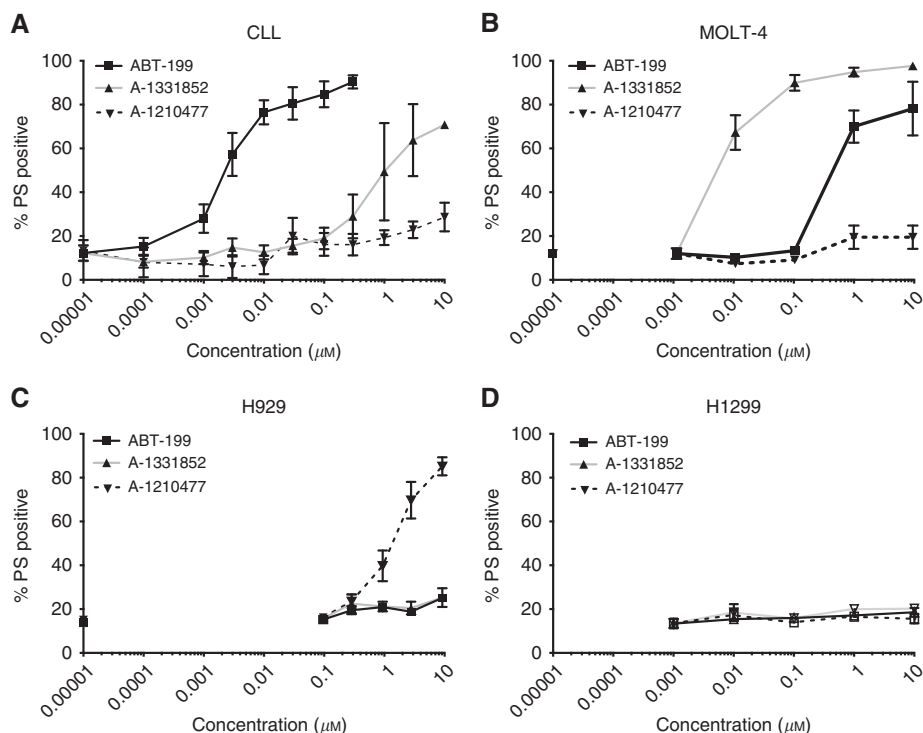 A
CLL
100
80
60
40
20
0
% PS positive
ABT-199
A-1331852
A-1210477
0.00001
0.0001
0.001
0.01
0.1
1
10
Concentration (μM)
B
MOLT-4
100
80
60
40
20
0
% PS positive
ABT-199
A-1331852
A-1210477
0.00001
0.0001
0.001
0.01
0.1
1
10
Concentration (μM)
C
H929
100
80
60
40
20
0
% PS positive
ABT-199
A-1331852
A-1210477
0.00001
0.0001
0.001
0.01
0.1
1
10
Concentration (μM)
D
H1299
100
80
60
40
20
0
% PS positive
ABT-199
A-1331852
A-1210477
0.00001
0.0001
0.001
0.01
0.1
1
10
Concentration (μM)